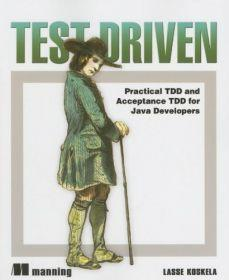 TEST DRIVEN
Practical TDD and
Acceptance TDD for
Java Developers
manning
LASSE KOSKELA